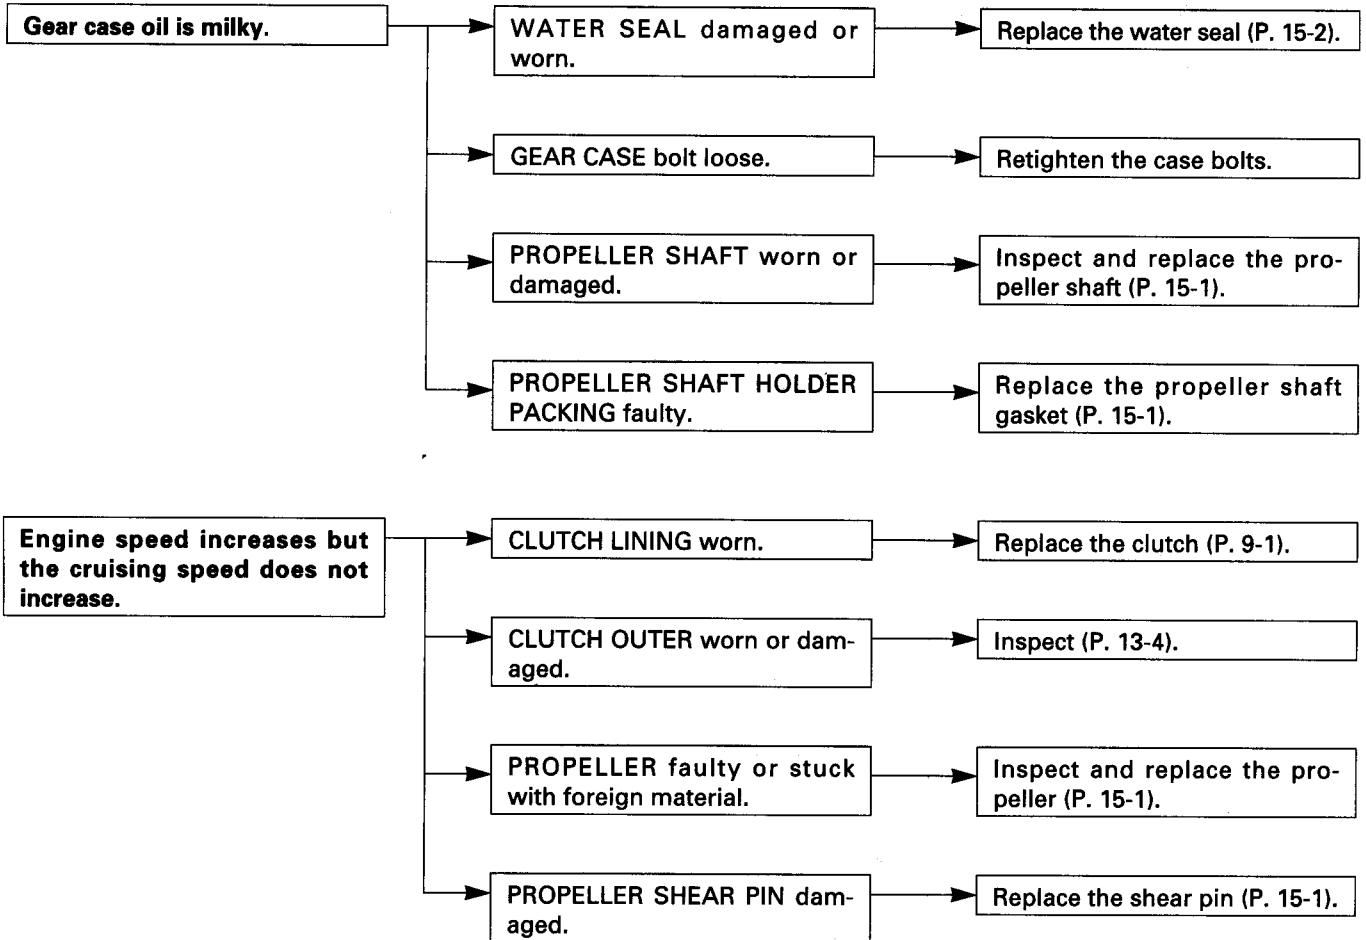 Gear case oil is milky.
WATER SEAL damaged or
worn.
Replace the water seal (P. 15-2).
GEAR CASE bolt loose.
Retighten the case bolts.
PROPELLER SHAFT worn or
damaged.
Inspect and replace the pro-
peller shaft (P. 15-1).
PROPELLER SHAFT HOLDER
PACKING faulty.
Replace the propeller shaft
gasket (P. 15-1).
Engine speed increases but
the cruising speed does not
increase.
CLUTCH LINING worn.
Replace the clutch (P. 9-1).
CLUTCH OUTER worn or dam-
aged.
Inspect (P. 13-4).
PROPELLER faulty or stuck
with foreign material.
Inspect and replace the pro-
peller (P. 15-1).
PROPELLER SHEAR PIN dam-
aged.
Replace the shear pin (P. 15-1).